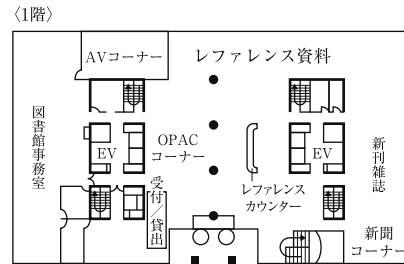 〈1階〉
AVコーナー
レファレンス資料
図書館事務室
EV
OPAC
コーナー
EV
新刊雑誌
受付／貸出
レファレンス
カウンター
新聞
コーナー